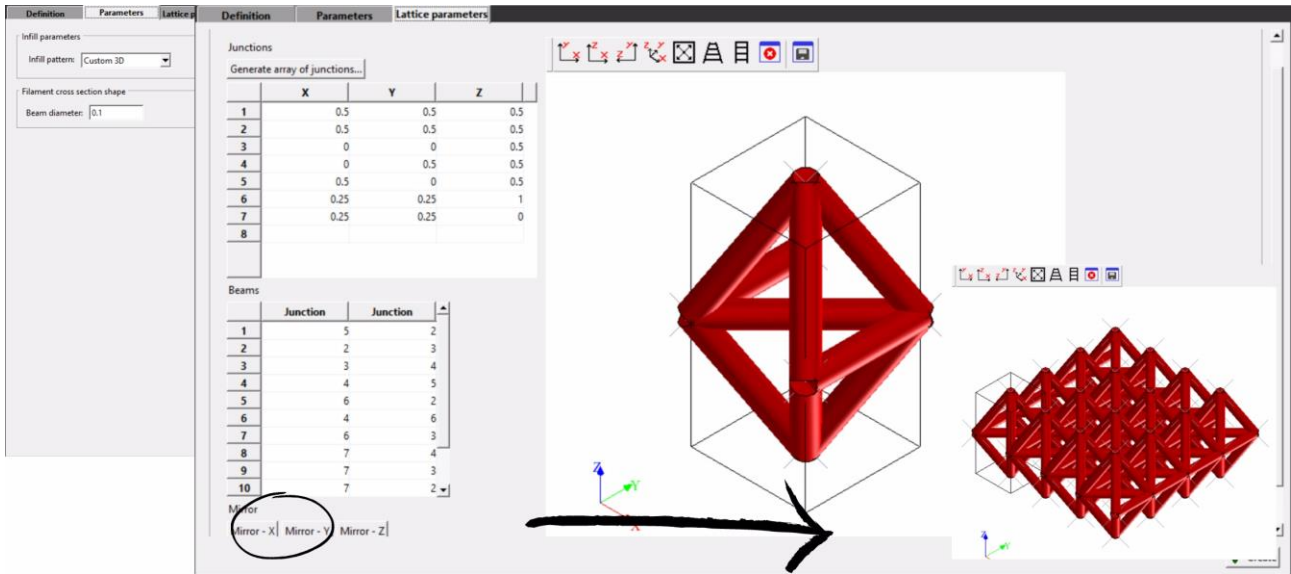 Definition Parameters Lattice p
Infill parameters
Infill pattern: Custom 3D
Filament cross section shape
Beam diameter: 0.1
Definition Parameters Lattice parameters
Junctions
Generate array of junctions...
X Y Z
1 0.5 0.5 0.5
2 0.5 0.5 0.5
3 0 0 0.5
4 0 0.5 0.5
5 0.5 0 0.5
6 0.25 0.25 1
7 0.25 0.25 0
8
Beams
Junction Junction
1 5 2
2 2 3
3 3 4
4 4 5
5 6 2
6 4 6
7 6 3
8 7 4
9 7 3
10 7 2
Mirror
Mirror - X Mirror - Y Mirror - Z
Z
Y
X
Z
Y